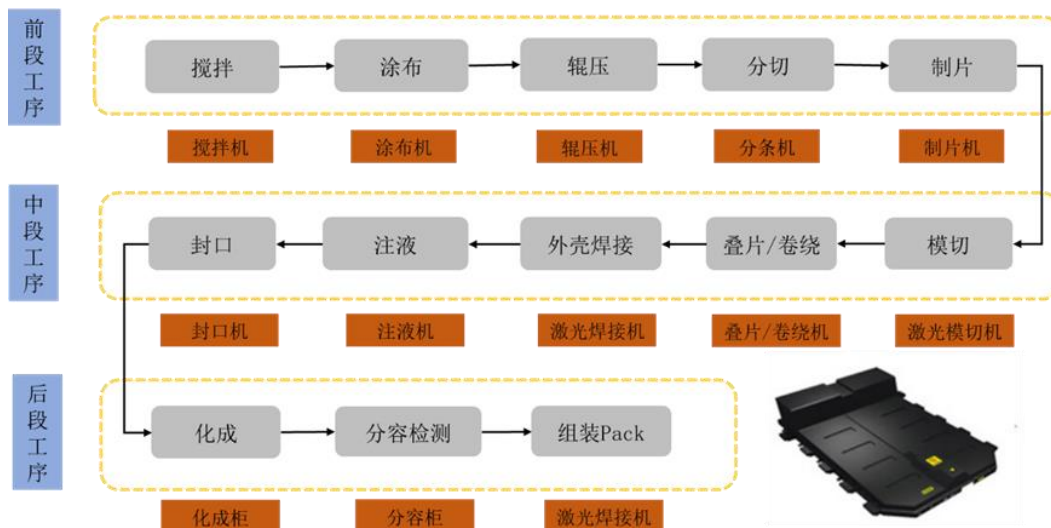 前段工序
搅拌
涂布
辊压
分切
制片
搅拌机
涂布机
辊压机
分条机
制片机
中段工序
封口
注液
外壳焊接
叠片/卷绕
模切
封口机
注液机
激光焊接机
叠片/卷绕机
激光模切机
后段工序
化成
分容检测
组装Pack
化成柜
分容柜
激光焊接机